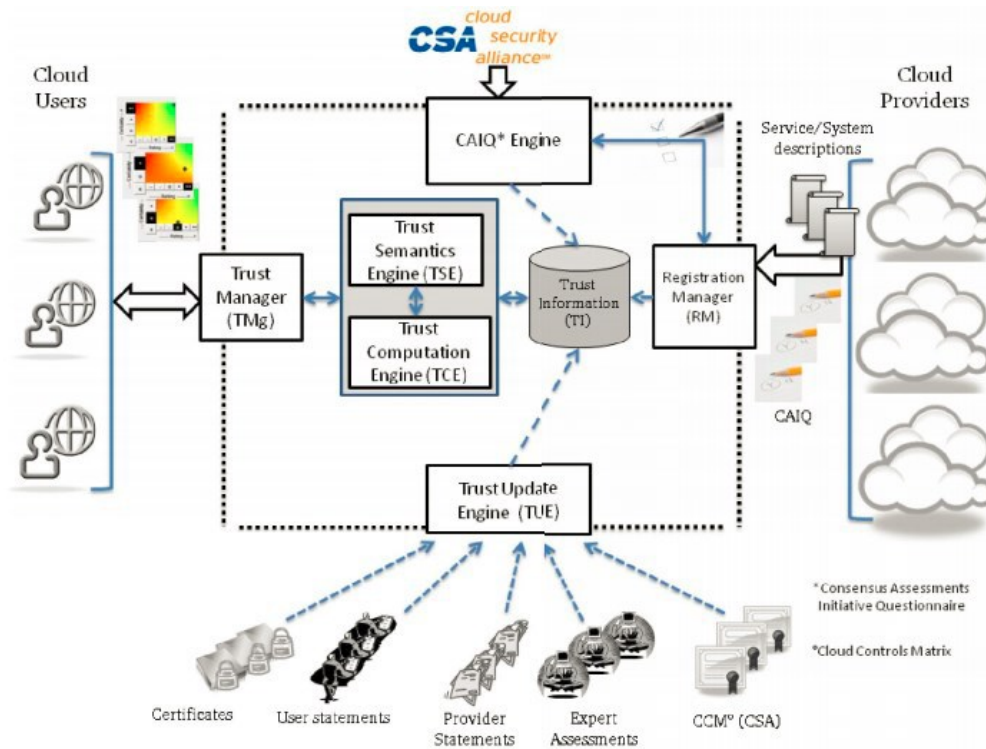 CSA cloud
security
alliance
Cloud
Users
Cloud
Providers
CAIQ* Engine
Service/System
descriptions
Trust
Semantics
Engine (TSE)
Trust
Manager
(TMg)
Trust
Computation
Engine (TCE)
Trust
Information
(TI)
Registration
Manager
(RM)
CAIQ
Trust Update
Engine (TUE)
*Consensus Assessments
Initiative Questionnaire
°Cloud Controls Matrix
Certificates
User statements
Provider
Statements
Expert
Assessments
CCM° (CSA)